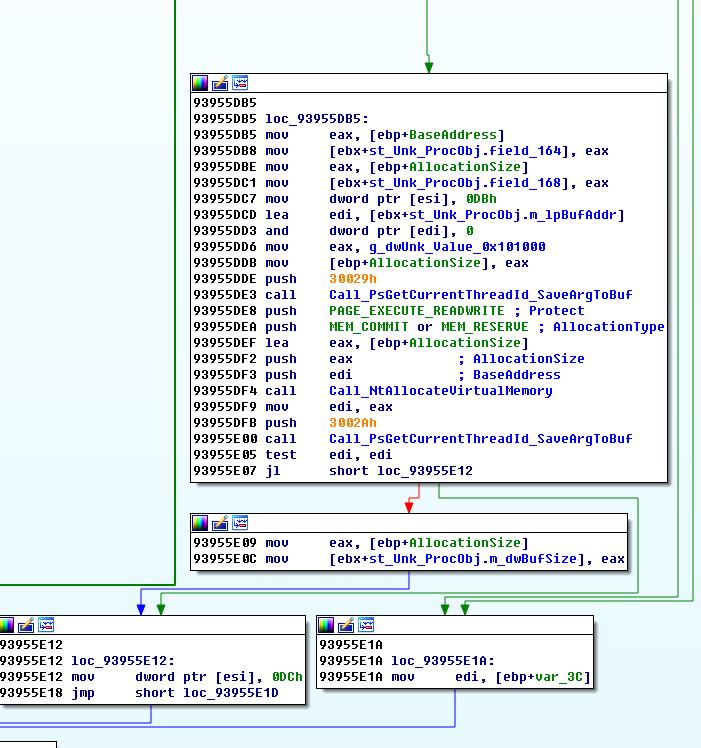 93955DB5
93955DB5 loc_93955DB5:
93955DB5 mov eax, [ebp+BaseAddress]
93955DB8 mov [ebx+st_Unk_ProcObj.field_164], eax
93955DBE mov eax, [ebp+AllocationSize]
93955DC1 mov [ebx+st_Unk_ProcObj.field_168], eax
93955DC7 mov dword ptr [esi], 0DBh
93955DCD lea edi, [ebx+st_Unk_ProcObj.m_lpBufAddr]
93955DD3 and dword ptr [edi], 0
93955DD6 mov eax, g_dwUnk_Value_0x101000
93955DDB mov [ebp+AllocationSize], eax
93955DDE push 30029h
93955DE3 call Call_PsGetCurrentThreadId_SaveArgToBuf
93955DE8 push PAGE_EXECUTE_READWRITE ; Protect
93955DEA push MEM_COMMIT or MEM_RESERVE ; AllocationType
93955DEF lea eax, [ebp+AllocationSize]
93955DF2 push eax ; AllocationSize
93955DF3 push edi ; BaseAddress
93955DF4 call Call_NtAllocateVirtualMemory
93955DF9 mov edi, eax
93955DFB push 3002Ah
93955E00 call Call_PsGetCurrentThreadId_SaveArgToBuf
93955E05 test edi, edi
93955E07 jl short loc_93955E12
93955E09 mov eax, [ebp+AllocationSize]
93955E0C mov [ebx+st_Unk_ProcObj.m_dwBufSize], eax
93955E12
93955E12 loc_93955E12:
93955E12 mov dword ptr [esi], 0DCh
93955E18 jmp short loc_93955E1D
93955E1A
93955E1A loc_93955E1A:
93955E1A mov edi, [ebp+var_3C]